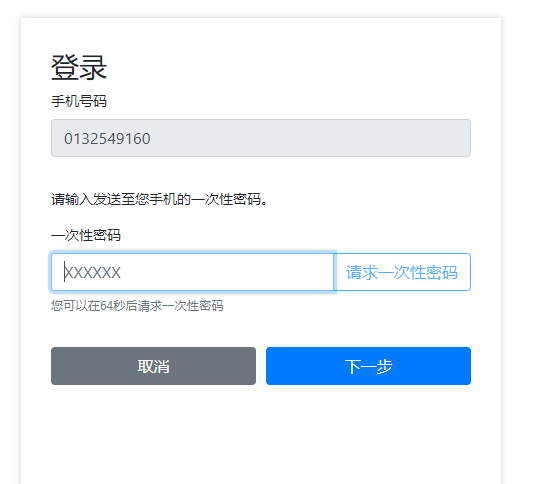 登录
手机号码
0132549160
请输入发送至您手机的一次性密码。
一次性密码
XXXXXX 请求一次性密码
您可以在64秒后请求一次性密码
取消 下一步